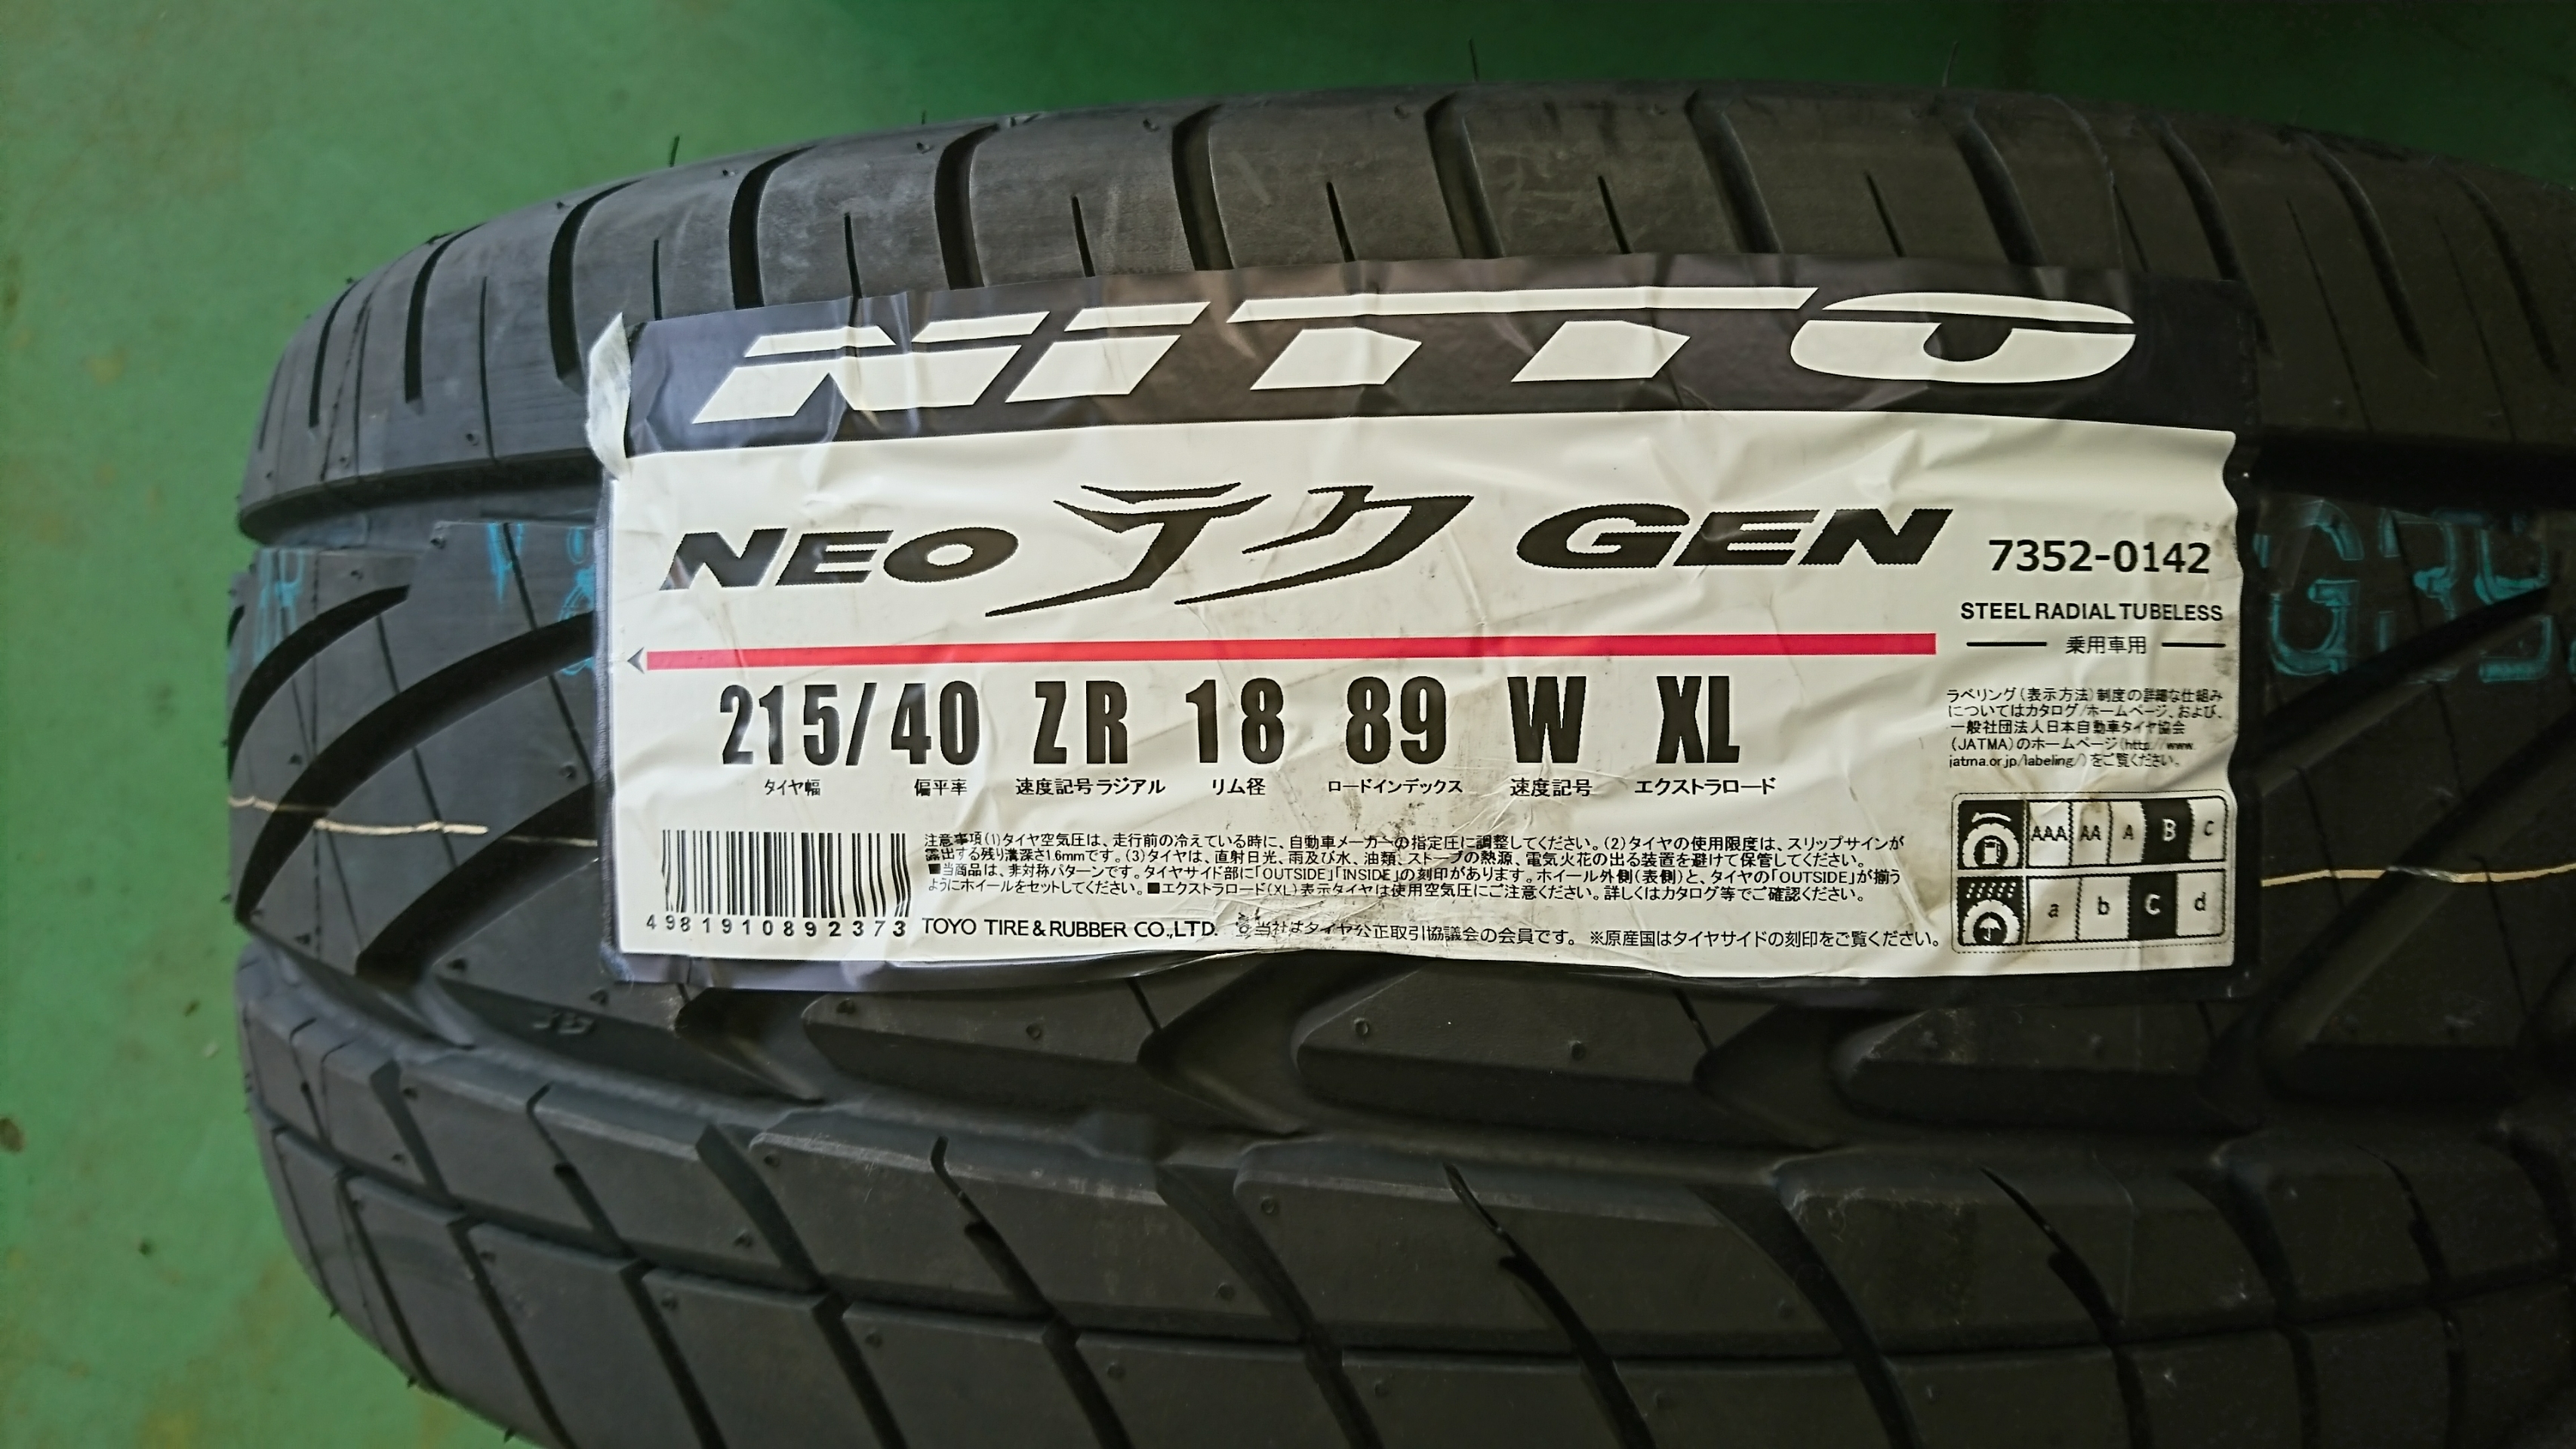 NITTO
NEO テク GEN
7352-0142
STEEL RADIAL TUBELESS
乗用車用
215/40 ZR 18 89 W XL
タイヤ幅 偏平率 速度記号 ラジアル リム径 ロードインデックス 速度記号 エクストラロード
ラベリング(表示方法)制度の詳細な仕組み
についてはカタログ/ホームページ、および、
一般社団法人日本自動車タイヤ協会
(JATMA)のホームページ(http://www.
jatma.or.jp/labeling/)をご覧ください。
AAA AA A B C
a b c d
注意事項(1)タイヤ空気圧は、走行前の冷えている時に、自動車メーカーの指定圧に調整してください。(2)タイヤの使用限度は、スリップサインが
露出する残り溝深さ1.6mmです。(3)タイヤは、直射日光、雨及び水、油類、ストーブの熱源、電気火花の出る装置を避けて保管してください。
■当商品は、非対称パターンです。タイヤサイド部に「OUTSIDE」「INSIDE」の刻印があります。ホイール外側(表側)と、タイヤの「OUTSIDE」が揃う
ようにホイールをセットしてください。■エクストラロード(XL)表示タイヤは使用空気圧にご注意ください。詳しくはカタログ等でご確認ください。
4981910892373
TOYO TIRE & RUBBER CO.,LTD. 当社はタイヤ公正取引協議会の会員です。 ※原産国はタイヤサイドの刻印をご覧ください。